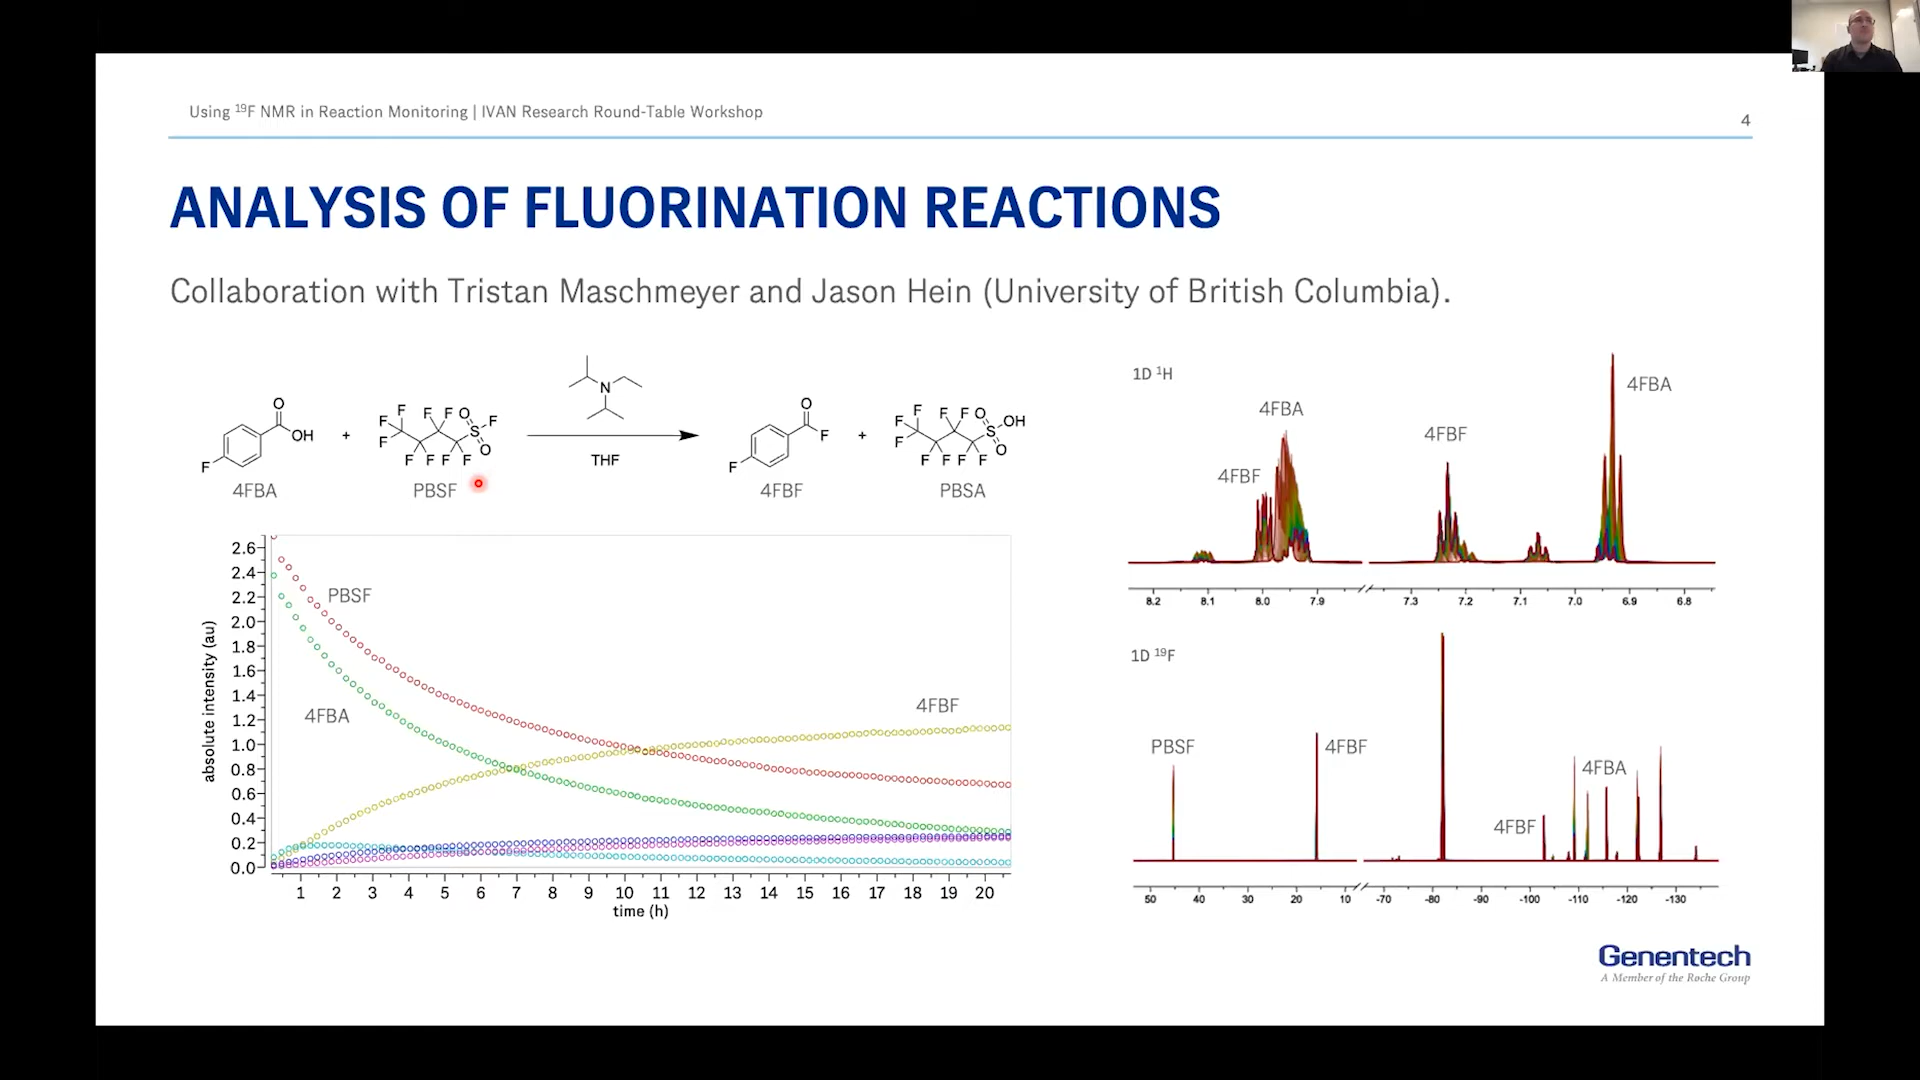 Using 19F NMR in Reaction Monitoring | IVAN Research Round-Table Workshop
4
ANALYSIS OF FLUORINATION REACTIONS
Collaboration with Tristan Maschmeyer and Jason Hein (University of British Columbia).
O
OH
F
4FBA
+
F F F F O F
F S
F O
F F F F
PBSF
N
THF
O
F
F
4FBF
+
F F F F O OH
F S
F O
F F F F
PBSA
absolute intensity (au)
2.6
2.4
2.2
2.0
1.8
1.6
1.4
1.2
1.0
0.8
0.6
0.4
0.2
0.0
PBSF
4FBA
4FBF
1 2 3 4 5 6 7 8 9 10 11 12 13 14 15 16 17 18 19 20
time (h)
1D 1H
4FBF
4FBA
4FBF
4FBA
8.2 8.1 8.0 7.9 7.3 7.2 7.1 7.0 6.9 6.8
1D 19F
PBSF
4FBF
4FBF
4FBA
50 40 30 20 10 -70 -80 -90 -100 -110 -120 -130
Genentech
A Member of the Roche Group